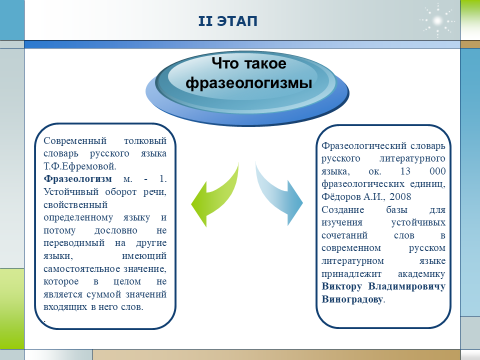 II ЭТАП
Что такое
фразеологизмы
Современный толковый
словарь русского языка
Т.Ф.Ефремовой.
Фразеологизм м. - 1.
Устойчивый оборот речи,
свойственный
определенному языку и
потому дословно не
переводимый на другие
языки, имеющий
самостоятельное значение,
которое в целом не
является суммой значений
входящих в него слов.
.
Фразеологический словарь
русского литературного
языка, ок. 13 000
фразеологических единиц,
Фёдоров А.И., 2008
Создание базы для
изучения устойчивых
сочетаний слов в
современном русском
литературном языке
принадлежит академику
Виктору Владимировичу
Виноградову.